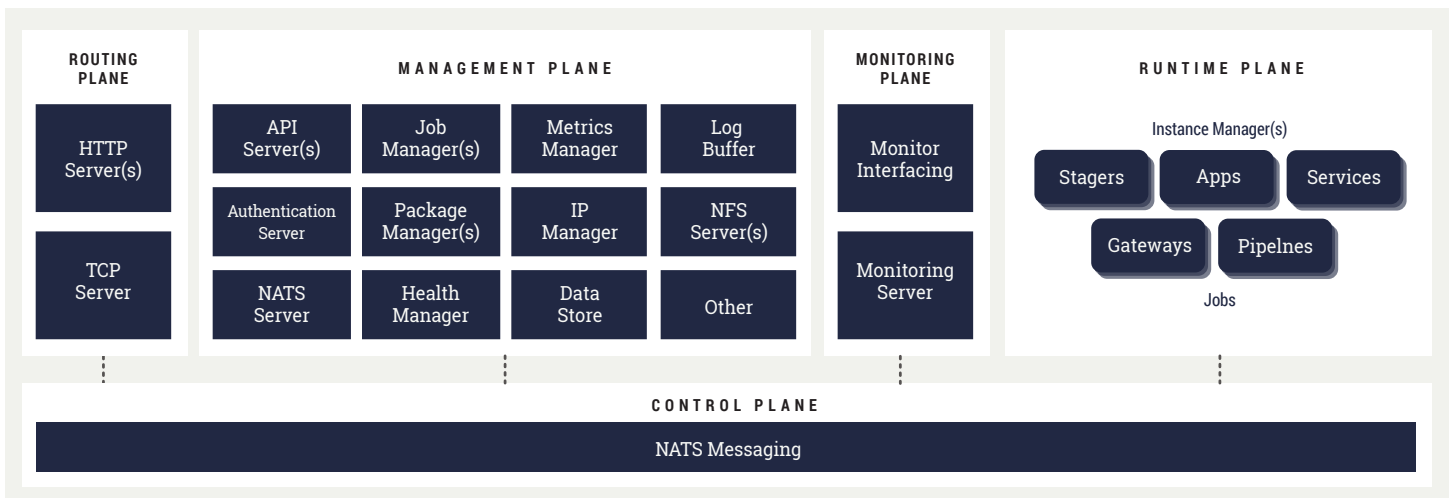 ROUTING
PLANE
HTTP
Server(s)
TCP
Server
MANAGEMENT PLANE
API
Server(s)
Job
Manager(s)
Metrics
Manager
Log
Buffer
Authentication
Server
Package
Manager(s)
IP
Manager
NFS
Server(s)
NATS
Server
Health
Manager
Data
Store
Other
MONITORING
PLANE
Monitor
Interfacing
Monitoring
Server
RUNTIME PLANE
Instance Manager(s)
Stagers
Apps
Services
Gateways
Pipelnes
Jobs
CONTROL PLANE
NATS Messaging